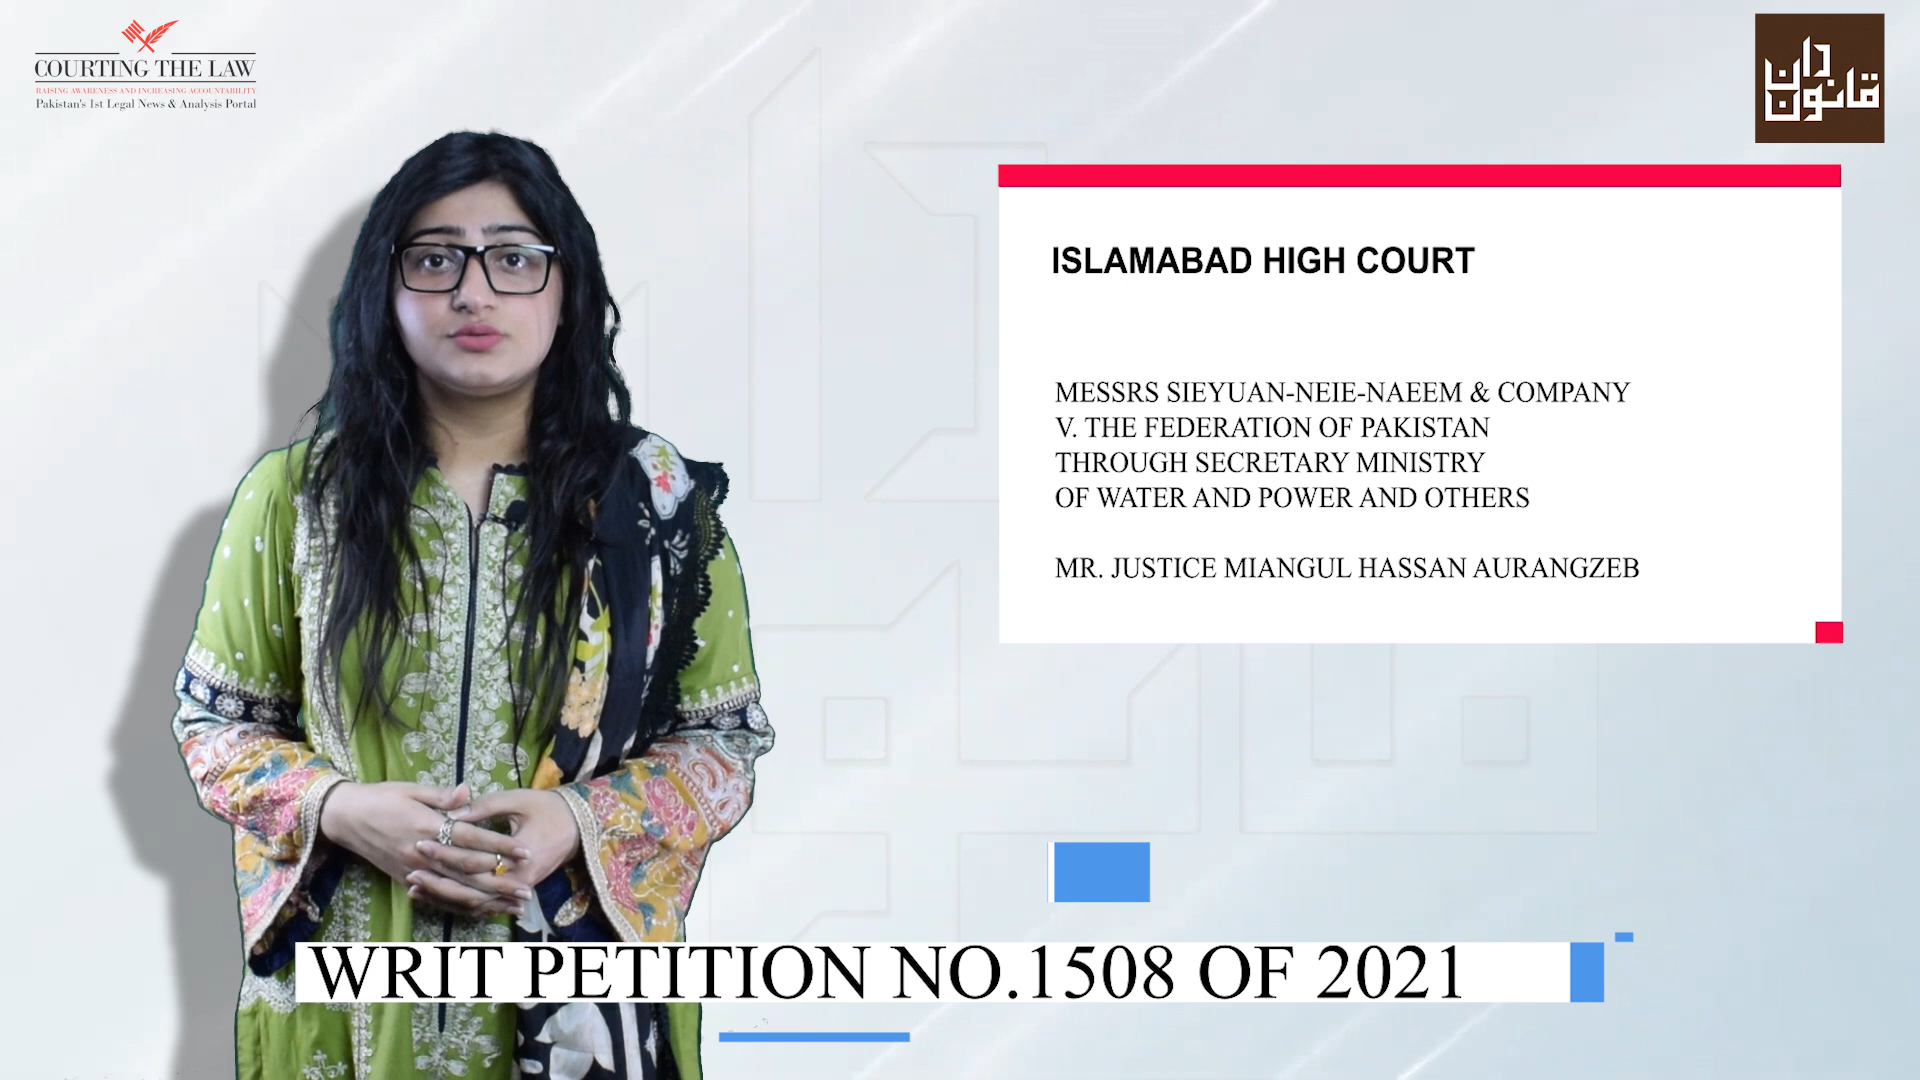 COURTING THE LAW
RAISING AWARENESS AND INCREASING ACCOUNTABILITY
Pakistan's 1st Legal News & Analysis Portal
قانون دان
ISLAMABAD HIGH COURT
MESSRS SIEYUAN-NEIE-NAEEM & COMPANY
V. THE FEDERATION OF PAKISTAN
THROUGH SECRETARY MINISTRY
OF WATER AND POWER AND OTHERS
MR. JUSTICE MIANGUL HASSAN AURANGZEB
WRIT PETITION NO.1508 OF 2021